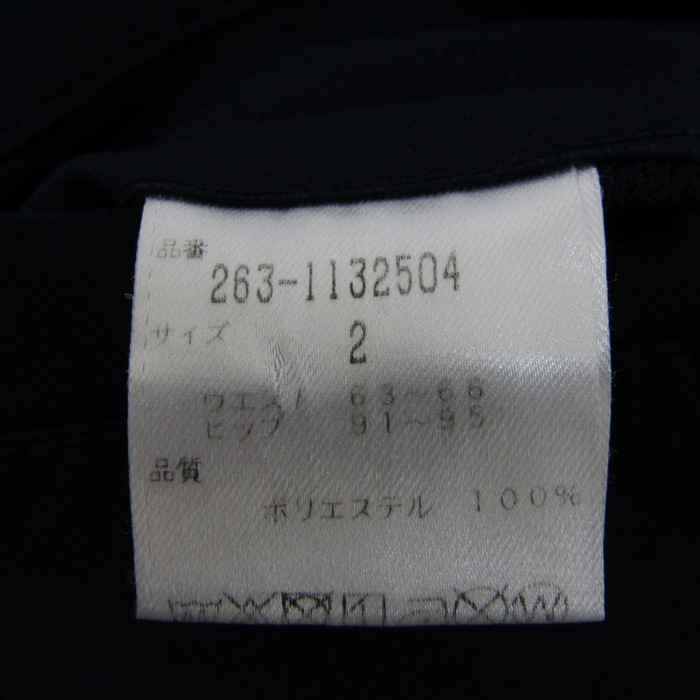 品番
263-1132504
サイズ 2
ウエスト 63~66
ヒップ 91~95
品質
ポリエステル 100%